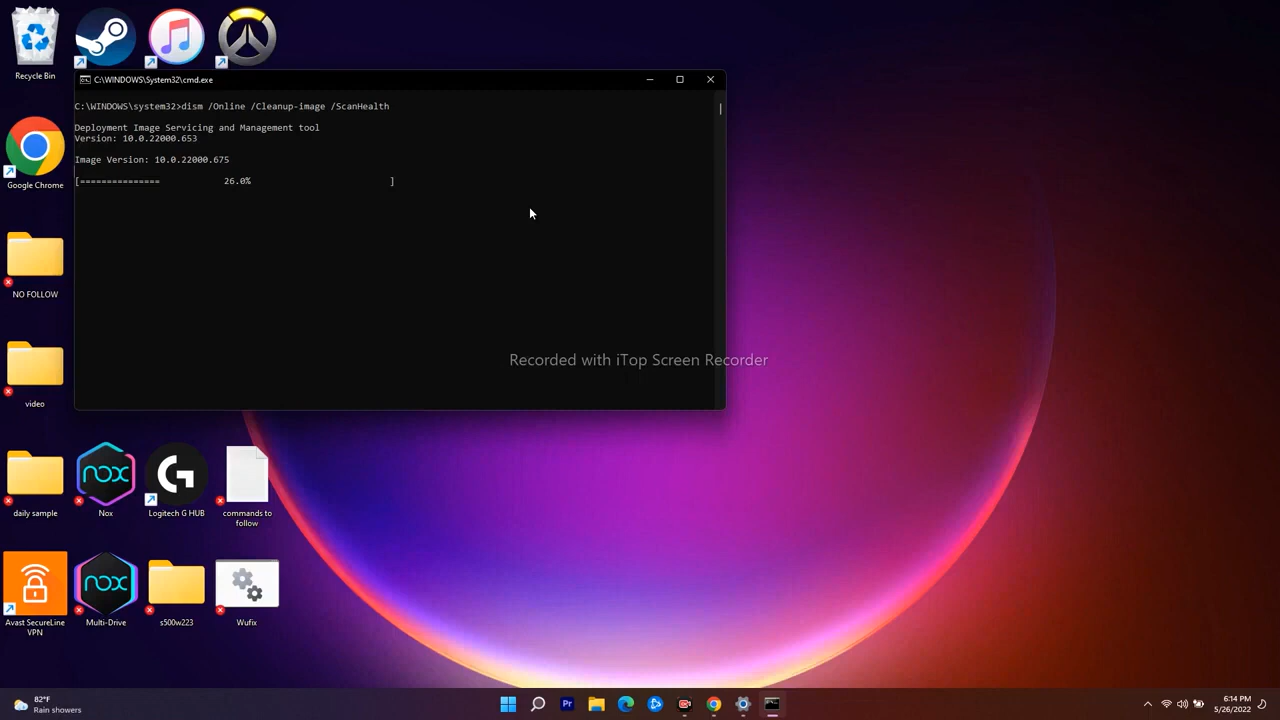 Recycle Bin
C:\WINDOWS\System32\cmd.exe
C:\WINDOWS\system32>dism /Online /Cleanup-image /ScanHealth
Deployment Image Servicing and Management tool
Version: 10.0.22000.653
Image Version: 10.0.22000.675
[=============== 26.0% ]
Google Chrome
NO FOLLOW
Recorded with iTop Screen Recorder
video
daily sample
nox
Nox
Logitech G HUB
commands to
follow
Avast SecureLine
VPN
nox
Multi-Drive
s500w223
Wufix
82°F
Rain showers
Pr
6:14 PM
5/26/2022